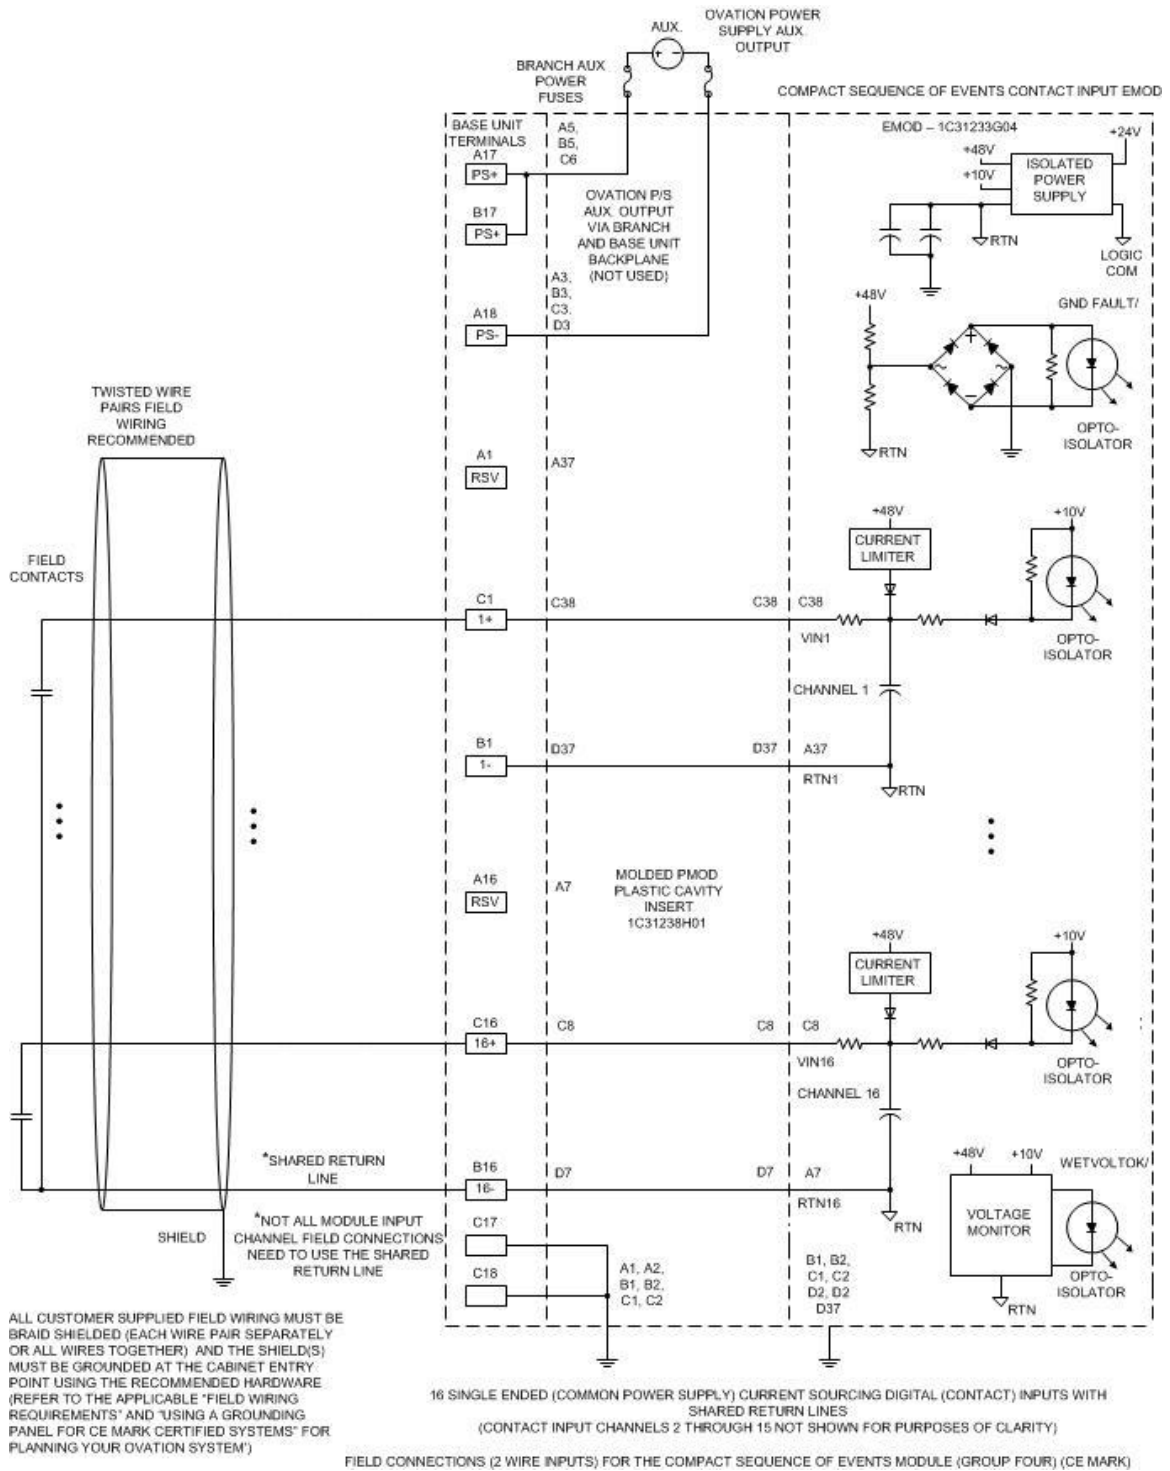 OVATION POWER
SUPPLY AUX.
OUTPUT
AUX.
+ -
BRANCH AUX
POWER
FUSES
COMPACT SEQUENCE OF EVENTS CONTACT INPUT EMOD
BASE UNIT
TERMINALS
A17
PS+
B17
PS+
A18
PS-
A5,
B5,
C6
OVATION P/S
AUX. OUTPUT
VIA BRANCH
AND BASE UNIT
BACKPLANE
(NOT USED)
A3,
B3,
C3.
D3
EMOD – 1C31233G04
+24V
+48V
+10V
ISOLATED
POWER
SUPPLY
RTN
LOGIC
COM
+48V
GND FAULT/
+
~ ~
-
OPTO-
ISOLATOR
RTN
TWISTED WIRE
PAIRS FIELD
WIRING
RECOMMENDED
A1
RSV
A37
FIELD
CONTACTS
+48V
CURRENT
LIMITER
+10V
C1
1+
C38
C38
C38
VIN1
OPTO-
ISOLATOR
CHANNEL 1
B1
1-
D37
D37
A37
RTN1
RTN
A16
RSV
A7
MOLDED PMOD
PLASTIC CAVITY
INSERT
1C31238H01
+48V
CURRENT
LIMITER
+10V
C16
16+
C8
C8
C8
VIN16
OPTO-
ISOLATOR
CHANNEL 16
*SHARED RETURN
LINE
B16
16-
D7
D7
A7
RTN16
RTN
+48V
+10V
WETVOLTOK/
VOLTAGE
MONITOR
OPTO-
ISOLATOR
RTN
SHIELD
*NOT ALL MODULE INPUT
CHANNEL FIELD CONNECTIONS
NEED TO USE THE SHARED
RETURN LINE
C17
C18
A1, A2,
B1, B2,
C1, C2
B1, B2,
C1, C2
D2, D2
D37
ALL CUSTOMER SUPPLIED FIELD WIRING MUST BE
BRAID SHIELDED (EACH WIRE PAIR SEPARATELY
OR ALL WIRES TOGETHER) AND THE SHIELD(S)
MUST BE GROUNDED AT THE CABINET ENTRY
POINT USING THE RECOMMENDED HARDWARE
(REFER TO THE APPLICABLE "FIELD WIRING
REQUIREMENTS" AND "USING A GROUNDING
PANEL FOR CE MARK CERTIFIED SYSTEMS" FOR
PLANNING YOUR OVATION SYSTEM")
16 SINGLE ENDED (COMMON POWER SUPPLY) CURRENT SOURCING DIGITAL (CONTACT) INPUTS WITH
SHARED RETURN LINES
(CONTACT INPUT CHANNELS 2 THROUGH 15 NOT SHOWN FOR PURPOSES OF CLARITY)
FIELD CONNECTIONS (2 WIRE INPUTS) FOR THE COMPACT SEQUENCE OF EVENTS MODULE (GROUP FOUR) (CE MARK)